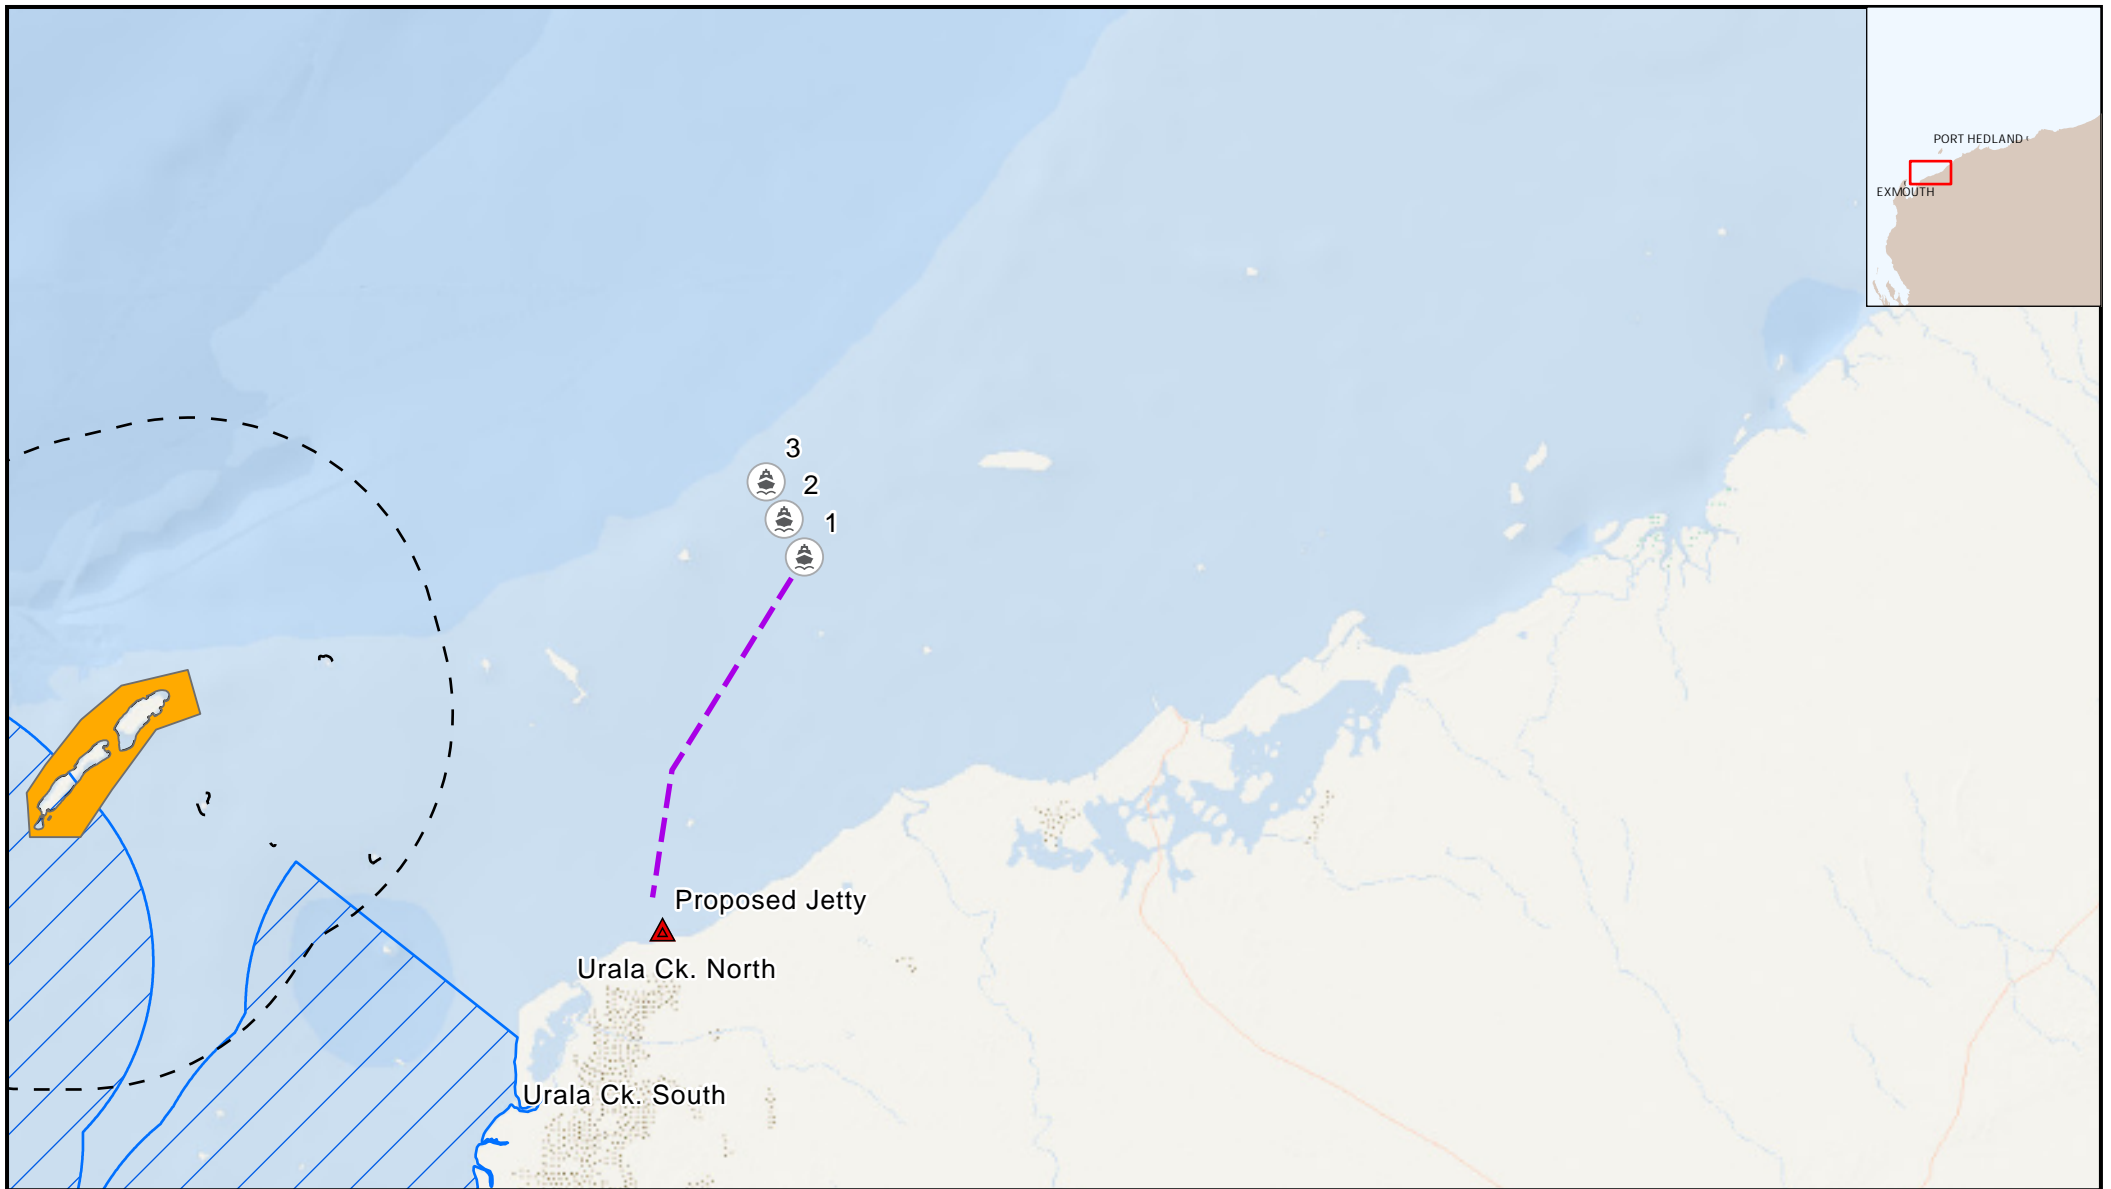 PORT HEDLAND
EXMOUTH
3
2
1
Proposed Jetty
Urala Ck. North
Urala Ck. South